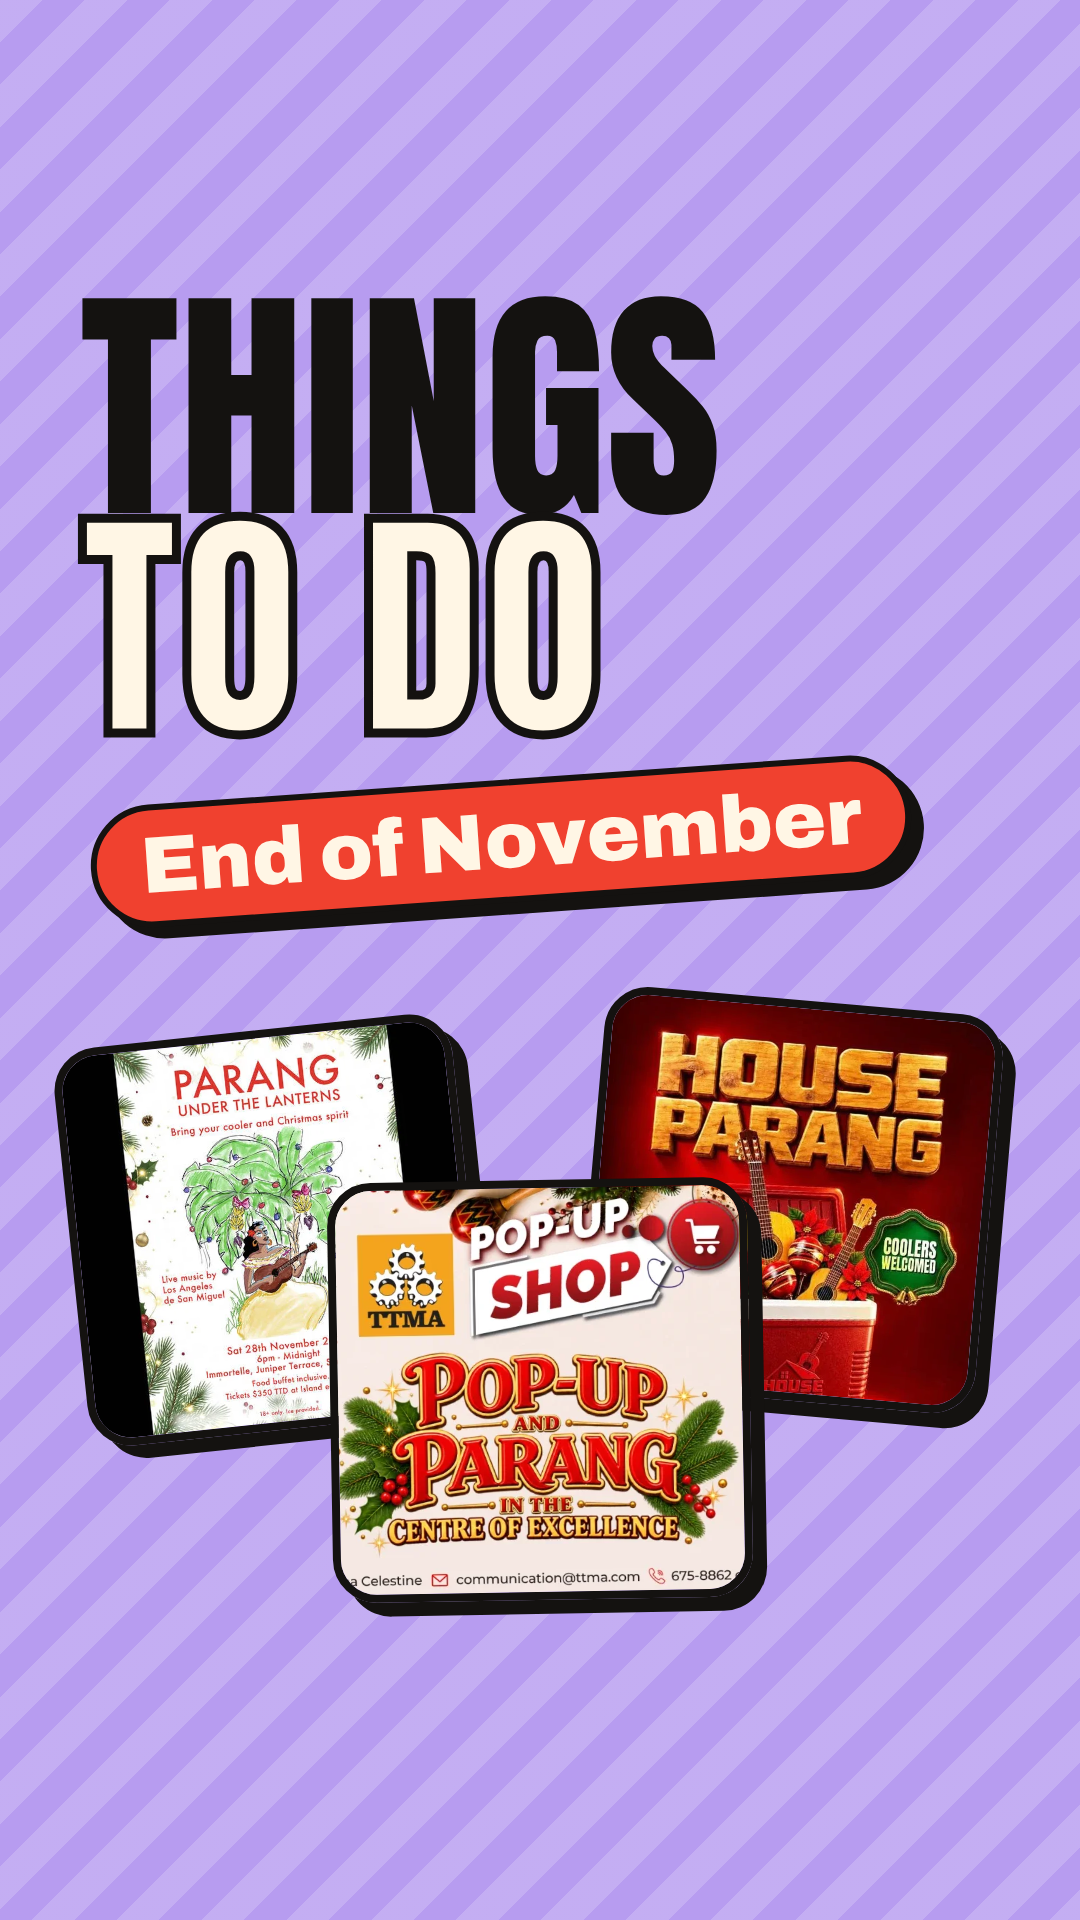 THINGS
TO DO
End of November
PARANG
UNDER THE LANTERNS
Bring your cooler and Christmas spirit
Live music by
Los Angeles
de San Miguel
Sat 28th November
6pm - Midnight
Immortelle, Juniper Terrace,
Food buffet inclusive.
Tickets $350 TTD at Island
18+ only. Ice provided.
HOUSE
PARANG
COOLERS
WELCOMED
HOUSE
POP-UP
SHOP
TTMA
POP-UP
AND
PARANG
IN THE
CENTRE OF EXCELLENCE
a Celestine communication@ttma.com 675-8862